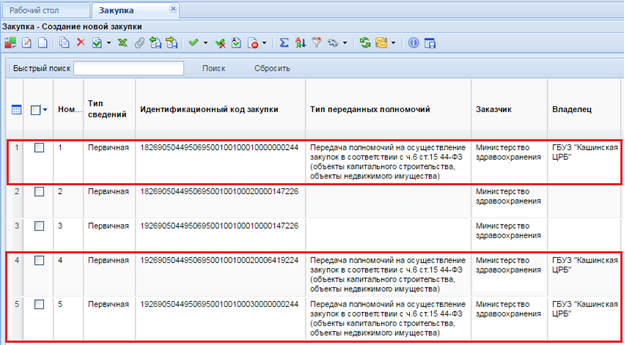 Рабочий стол
Закупка
Закупка - Создание новой закупки
Быстрый поиск
Поиск
Сбросить
Ном...
Тип сведений
Идентификационный код закупки
Тип переданных полномочий
Заказчик
Владелец
1
1
Первичная
182690504495069500100100010000000244
Передача полномочий на осуществление
закупок в соответствии с ч.6 ст.15 44-ФЗ
(объекты капитального строительства,
объекты недвижимого имущества)
Министерство
здравоохранения
ГБУЗ "Кашинская
ЦРБ"
2
2
Первичная
192690504495069500100100020000147226
Министерство
здравоохранения
3
3
Первичная
192690504495069500100100010000147226
Министерство
здравоохранения
4
4
Первичная
192690504495069500100100020006419224
Передача полномочий на осуществление
закупок в соответствии с ч.6 ст.15 44-ФЗ
(объекты капитального строительства,
объекты недвижимого имущества)
Министерство
здравоохранения
ГБУЗ "Кашинская
ЦРБ"
5
5
Первичная
192690504495069500100100030000000244
Передача полномочий на осуществление
закупок в соответствии с ч.6 ст.15 44-ФЗ
(объекты капитального строительства,
объекты недвижимого имущества)
Министерство
здравоохранения
ГБУЗ "Кашинская
ЦРБ"